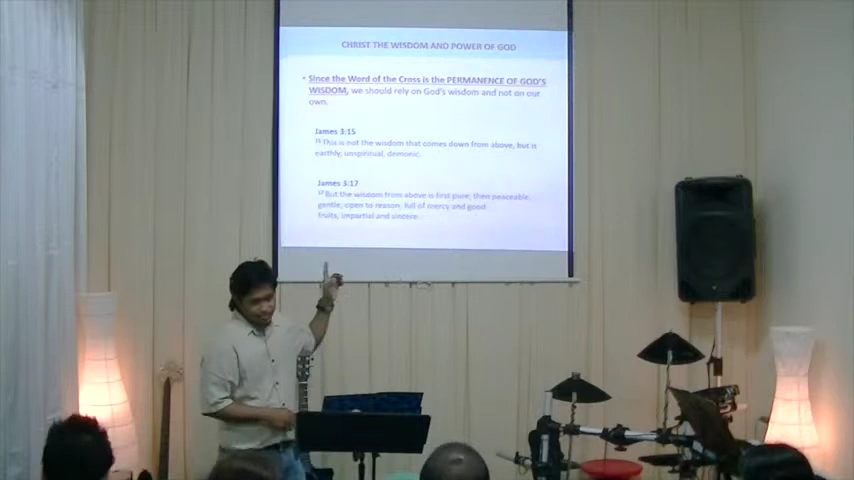 CHRIST THE WISDOM AND POWER OF GOD
• Since the Word of the Cross is the PERMANENCE OF GOD'S
WISDOM, we should rely on God's wisdom and not on our
own.
James 3:15
15 This is not the wisdom that comes down from above, but is
earthly, unspiritual, demonic.
James 3:17
17 But the wisdom from above is first pure, then peaceable,
gentle, open to reason, full of mercy and good
fruits, impartial and sincere.